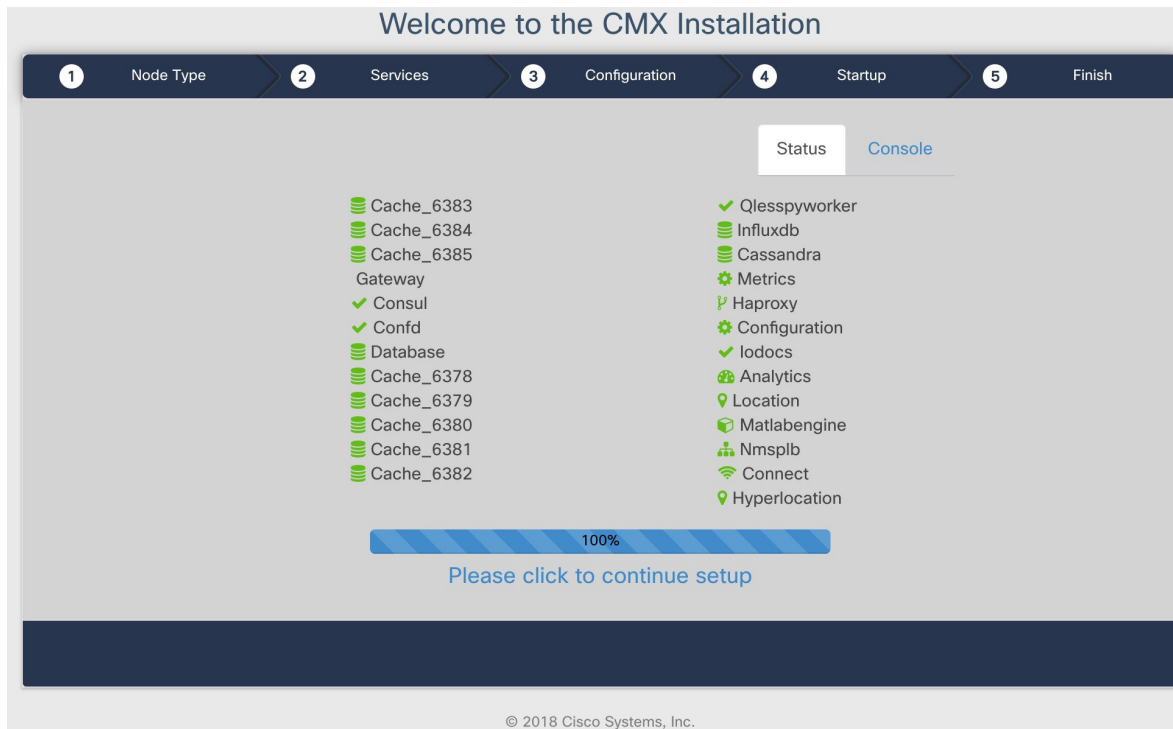 Welcome to the CMX Installation
1 Node Type 2 Services 3 Configuration 4 Startup 5 Finish
Status Console
Cache_6383
Cache_6384
Cache_6385
Gateway
Consul
Confd
Database
Cache_6378
Cache_6379
Cache_6380
Cache_6381
Cache_6382
Qlesspyworker
Influxdb
Cassandra
Metrics
Haproxy
Configuration
Iodocs
Analytics
Location
Matlabengine
Nmsplb
Connect
Hyperlocation
100%
Please click to continue setup
© 2018 Cisco Systems, Inc.